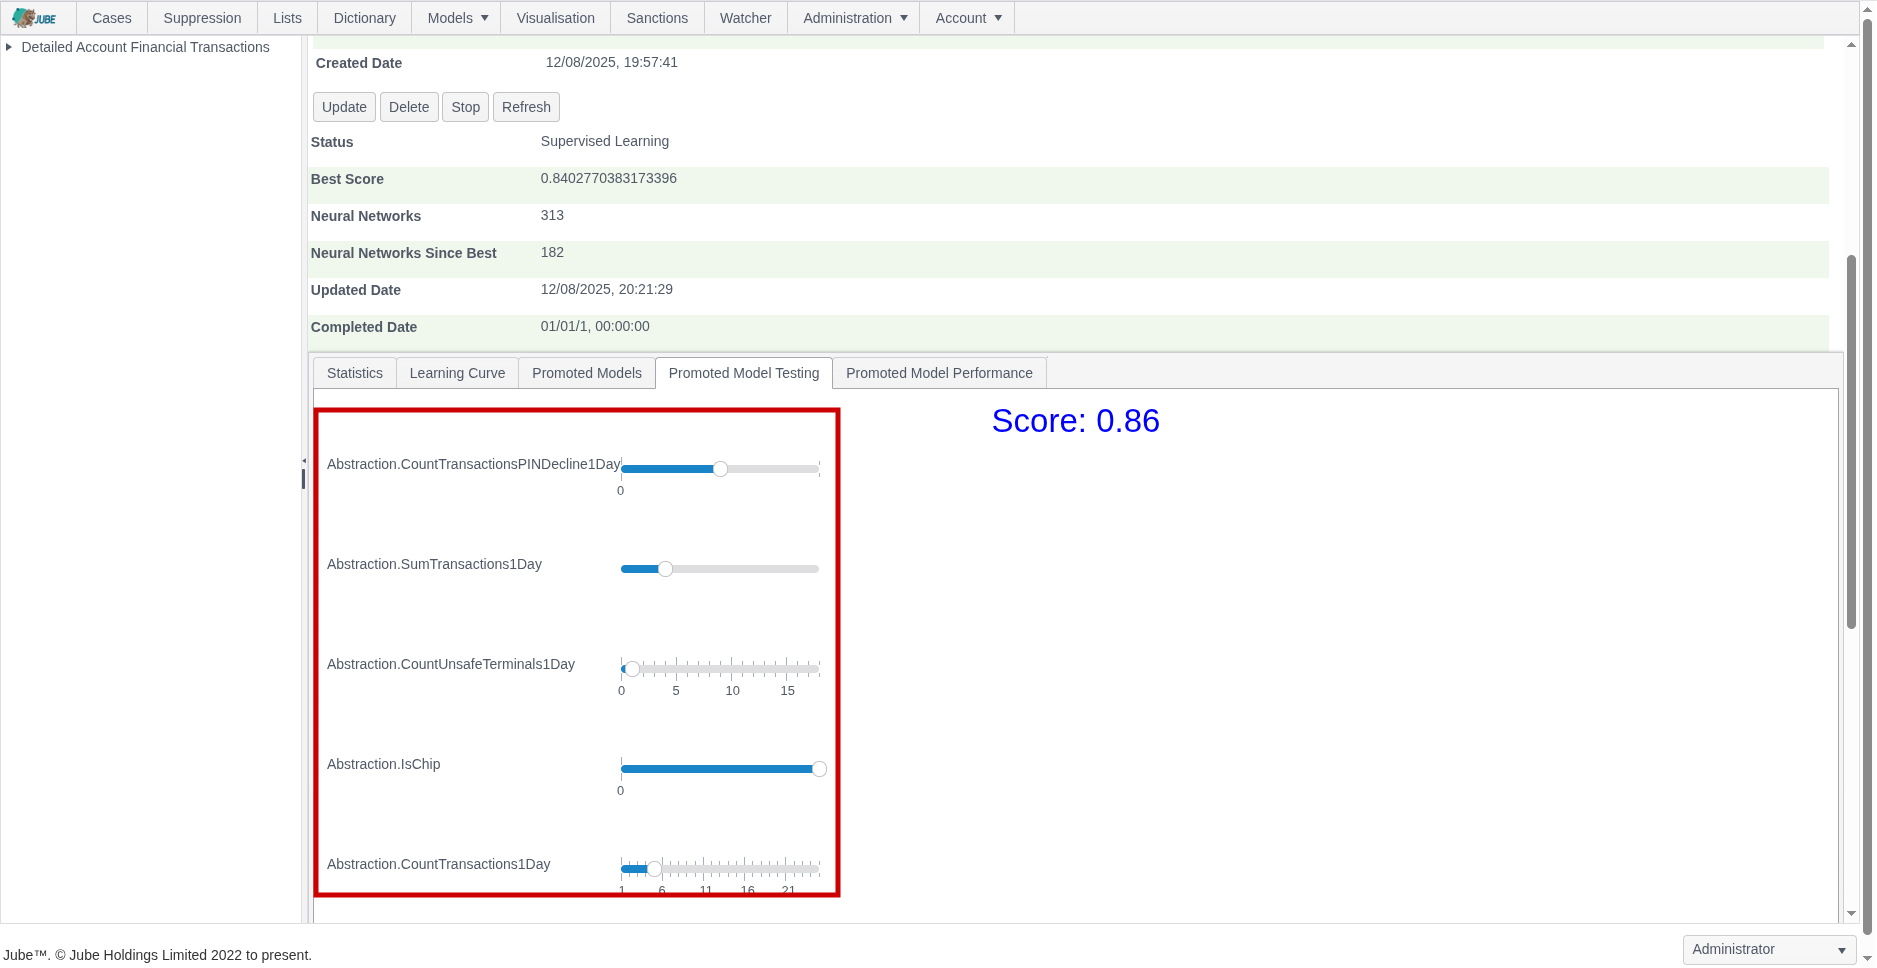 JUBE Cases Suppression Lists Dictionary Models Visualisation Sanctions Watcher Administration Account
Detailed Account Financial Transactions
Created Date 12/08/2025, 19:57:41
Update Delete Stop Refresh
Status Supervised Learning
Best Score 0.8402770383173396
Neural Networks 313
Neural Networks Since Best 182
Updated Date 12/08/2025, 20:21:29
Completed Date 01/01/1, 00:00:00
Statistics Learning Curve Promoted Models Promoted Model Testing Promoted Model Performance
Score: 0.86
Abstraction.CountTransactionsPINDecline1Day
0
Abstraction.SumTransactions1Day
Abstraction.CountUnsafeTerminals1Day
0 5 10 15
Abstraction.IsChip
0
Abstraction.CountTransactions1Day
1 6 11 16 21
Jube™. © Jube Holdings Limited 2022 to present.
Administrator